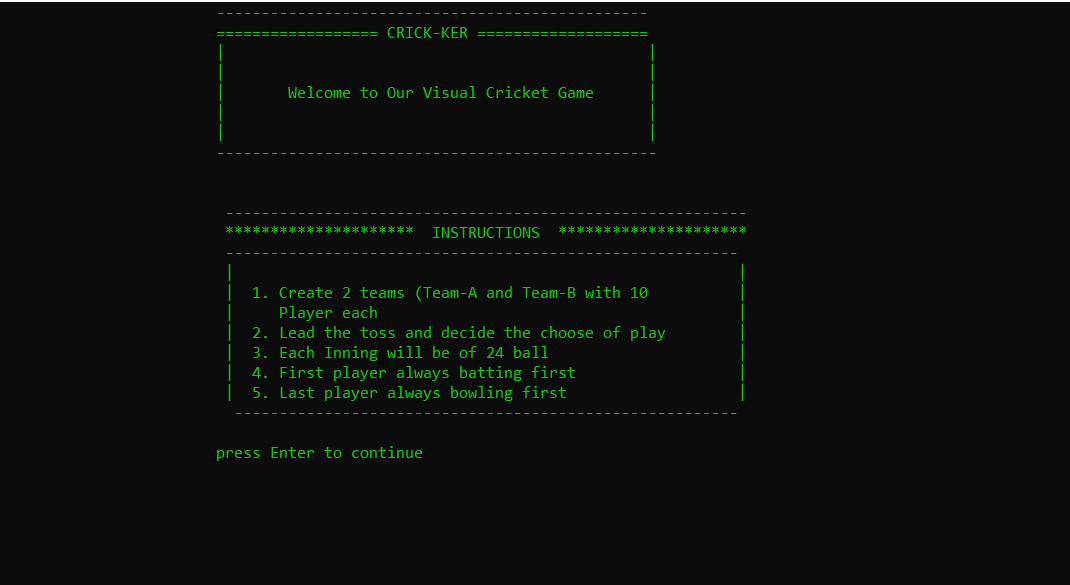 ------------------------------------------------
================== CRICK-KER ===================
|                                               |
|                                               |
|       Welcome to Our Visual Cricket Game      |
|                                               |
|                                               |
-------------------------------------------------
----------------------------------------------------------
*********************  INSTRUCTIONS  *********************
---------------------------------------------------------
|                                                        |
|  1. Create 2 teams (Team-A and Team-B with 10          |
|     Player each                                        |
|  2. Lead the toss and decide the choose of play        |
|  3. Each Inning will be of 24 ball                     |
|  4. First player always batting first                  |
|  5. Last player always bowling first                   |
--------------------------------------------------------
press Enter to continue